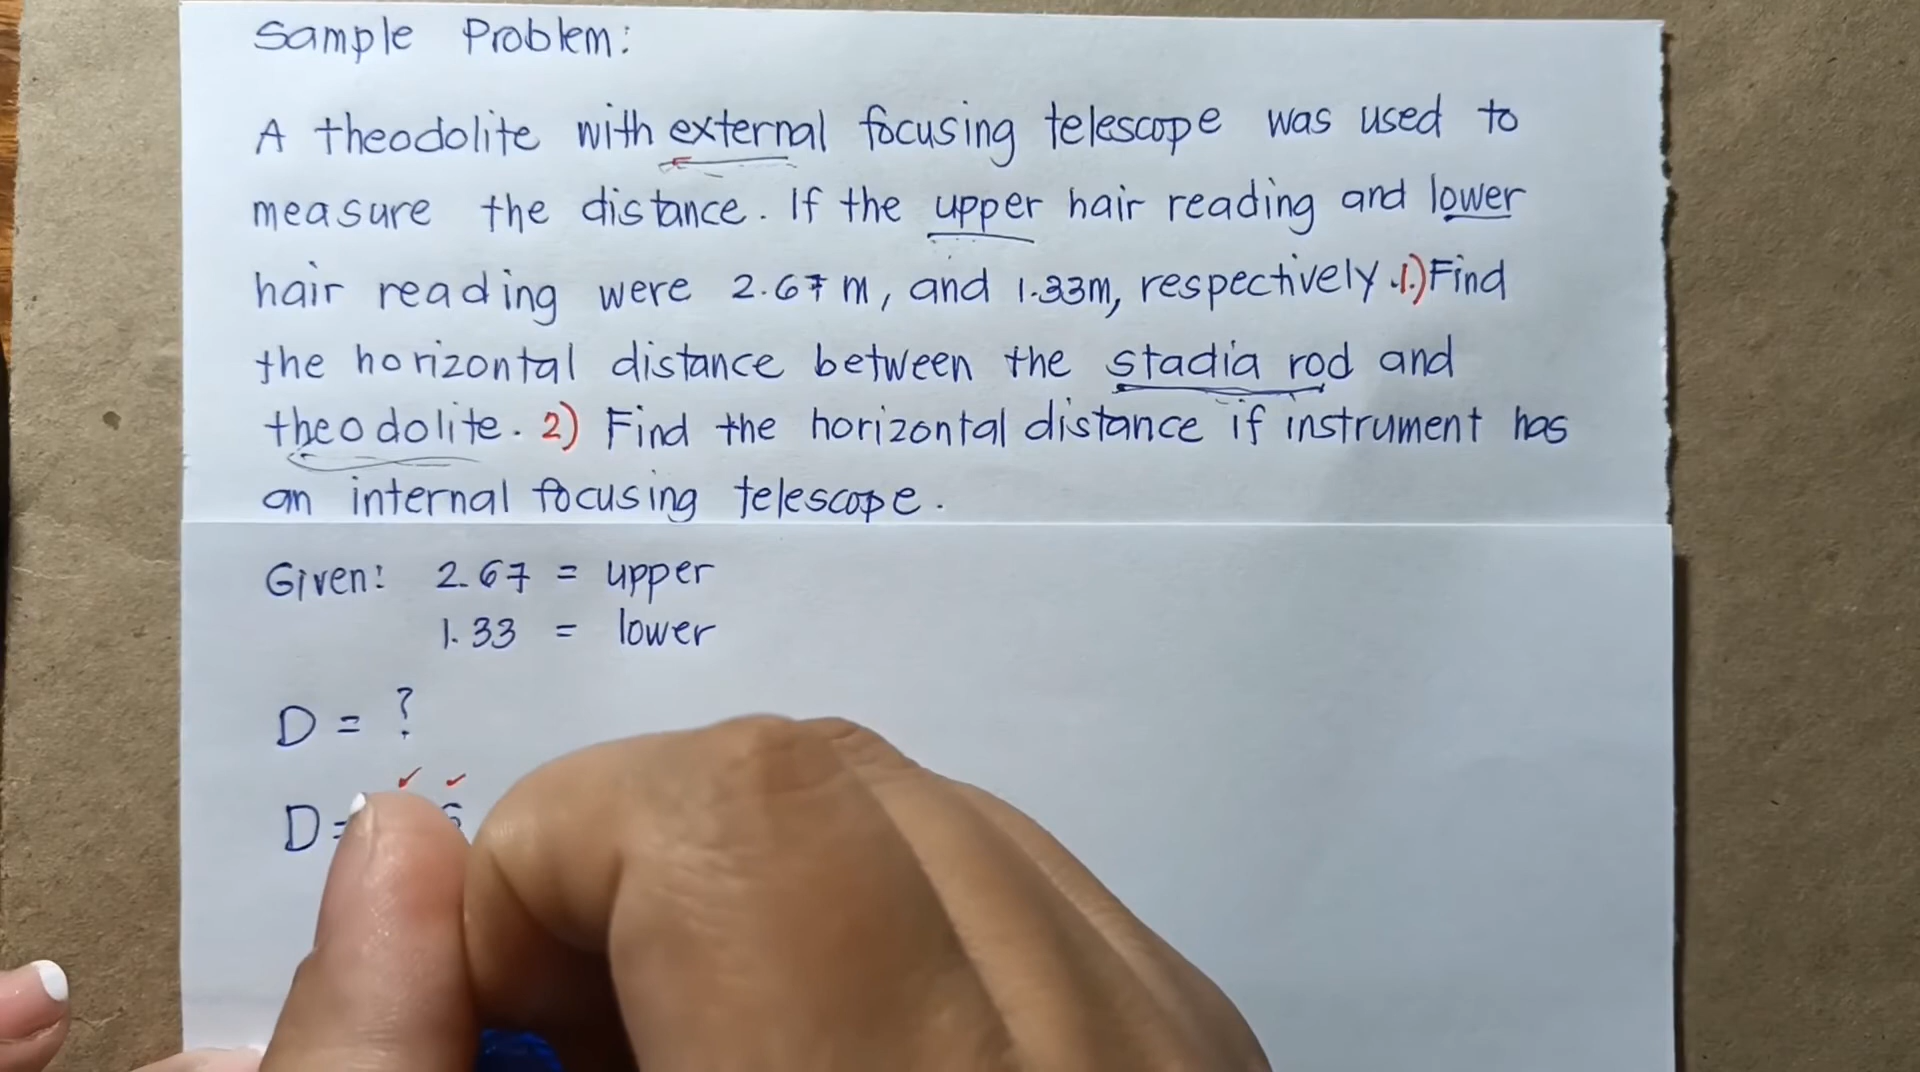 Sample Problem:
A theodolite with external focusing telescope was used to
measure the distance. If the upper hair reading and lower
hair reading were 2.67 m, and 1.33m, respectively. 1.) Find
the horizontal distance between the stadia rod and
theodolite. 2) Find the horizontal distance if instrument has
an internal focusing telescope.
Given: 2.67 = upper
1.33 = lower
D = ?
D =